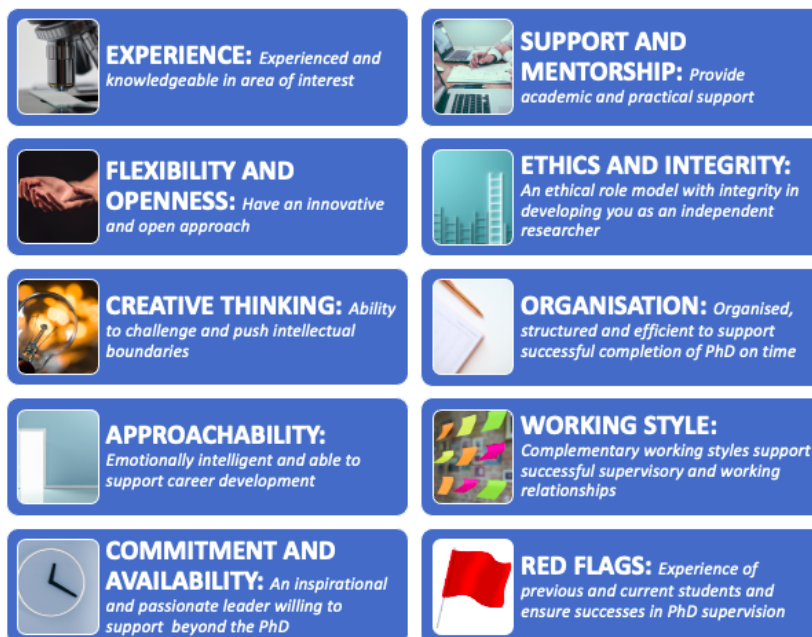 EXPERIENCE: Experienced and
knowledgeable in area of interest
SUPPORT AND
MENTORSHIP: Provide
academic and practical support
FLEXIBILITY AND
OPENNESS: Have an innovative
and open approach
ETHICS AND INTEGRITY:
An ethical role model with integrity in
developing you as an independent
researcher
CREATIVE THINKING: Ability
to challenge and push intellectual
boundaries
ORGANISATION: Organised,
structured and efficient to support
successful completion of PhD on time
APPROACHABILITY:
Emotionally intelligent and able to
support career development
WORKING STYLE:
Complementary working styles support
successful supervisory and working
relationships
COMMITMENT AND
AVAILABILITY: An inspirational
and passionate leader willing to
support beyond the PhD
RED FLAGS: Experience of
previous and current students and
ensure successes in PhD supervision